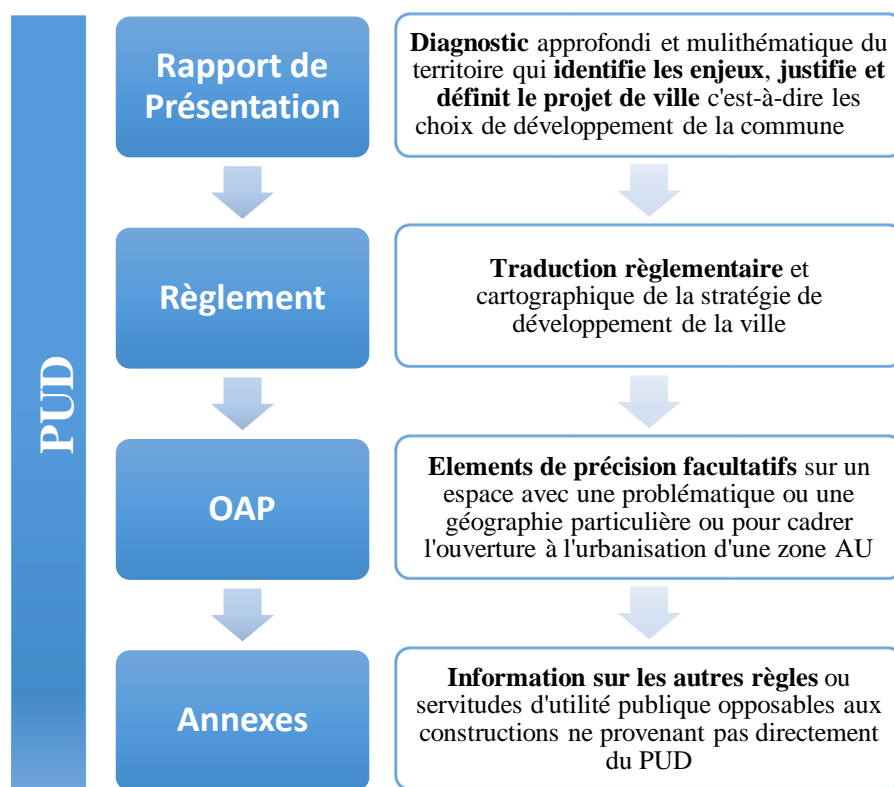 PUD
Rapport de
Présentation
Diagnostic approfondi et mulithématique du
territoire qui identifie les enjeux, justifie et
définit le projet de ville c'est-à-dire les
choix de développement de la commune
Règlement
Traduction règlementaire et
cartographique de la stratégie de
développement de la ville
OAP
Elements de précision facultatifs sur un
espace avec une problématique ou une
géographie particulière ou pour cadrer
l'ouverture à l'urbanisation d'une zone AU
Annexes
Information sur les autres règles ou
servitudes d'utilité publique opposables aux
constructions ne provenant pas directement
du PUD